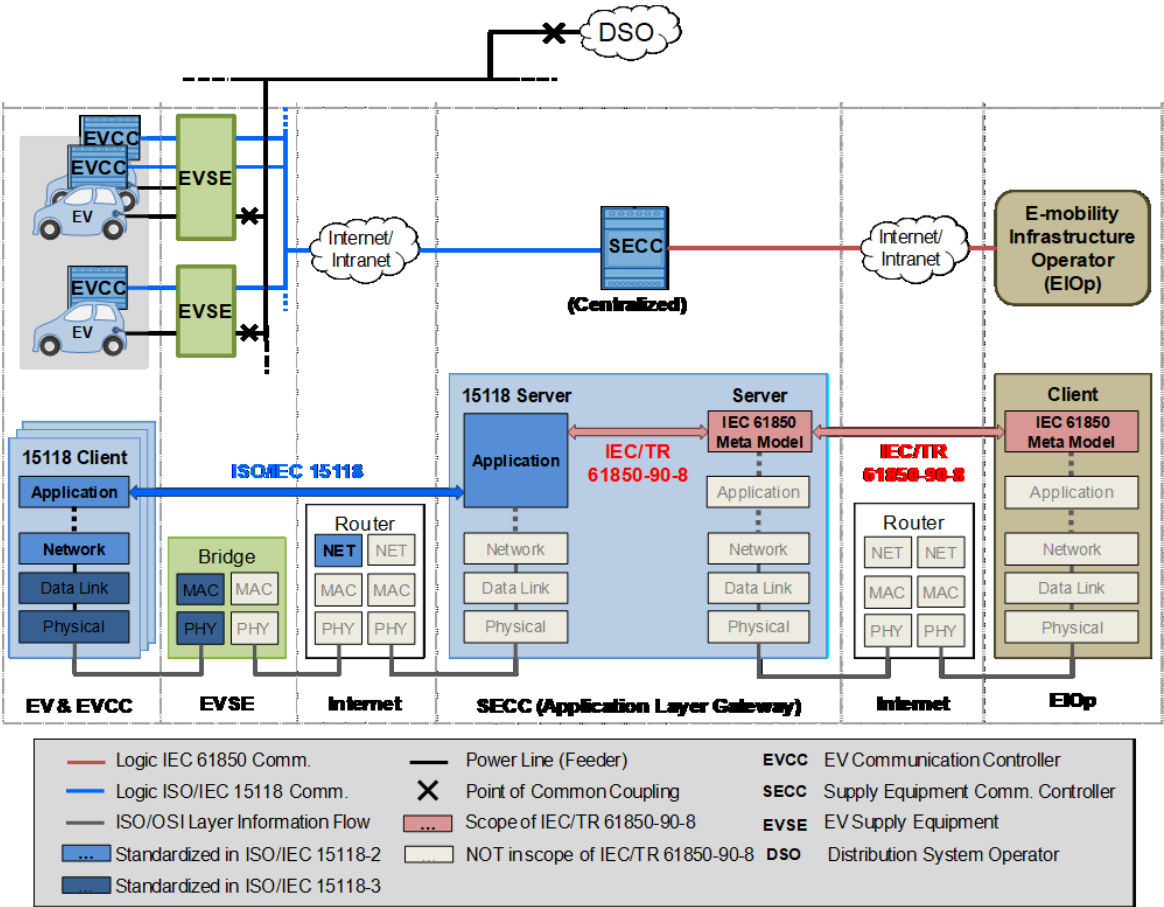 DSO
EVCC
EVCC
EV
EVSE
EVCC
EV
EVSE
Internet/
Intranet
SECC
(Centralized)
Internet/
Intranet
E-mobility
Infrastructure
Operator
(EIOp)
15118 Client
Application
Network
Data Link
Physical
ISO/IEC 15118
Bridge
MAC
MAC
PHY
PHY
Router
NET
NET
MAC
MAC
PHY
PHY
15118 Server
Application
Network
Data Link
Physical
IEC/TR
61850-90-8
Server
IEC 61850
Meta Model
Application
Network
Data Link
Physical
IEC/TR
61850-90-8
Router
NET
NET
MAC
MAC
PHY
PHY
Client
IEC 61850
Meta Model
Application
Network
Data Link
Physical
EV & EVCC
EVSE
Internet
SECC (Application Layer Gateway)
Internet
EIOp
Logic IEC 61850 Comm.
Logic ISO/IEC 15118 Comm.
ISO/OSI Layer Information Flow
... Standardized in ISO/IEC 15118-2
... Standardized in ISO/IEC 15118-3
Power Line (Feeder)
Point of Common Coupling
... Scope of IEC/TR 61850-90-8
... NOT in scope of IEC/TR 61850-90-8
EVCC EV Communication Controller
SECC Supply Equipment Comm. Controller
EVSE EV Supply Equipment
DSO Distribution System Operator